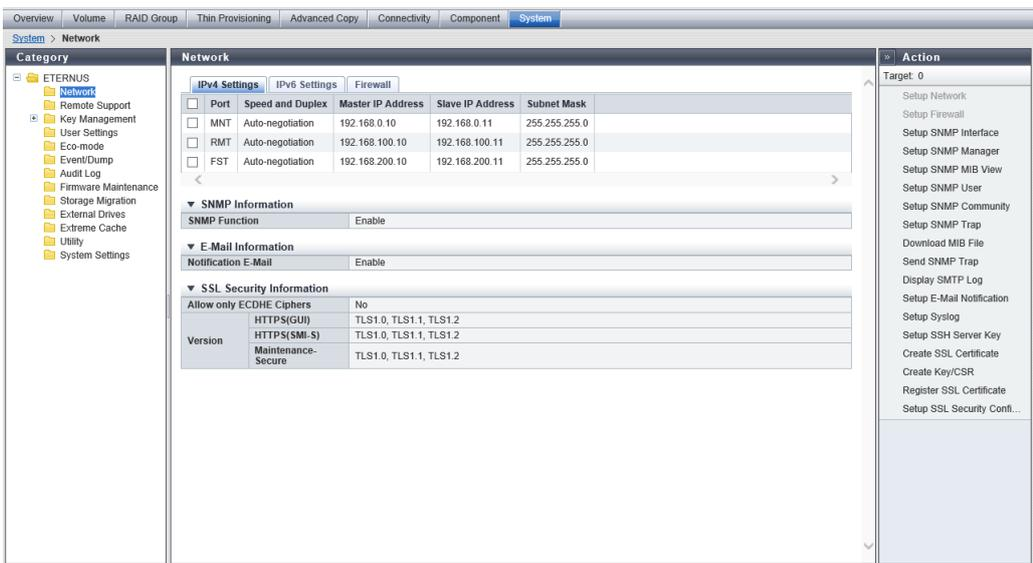 Overview Volume RAID Group Thin Provisioning Advanced Copy Connectivity Component System
System > Network
Category
ETERNUS
Network
Remote Support
Key Management
User Settings
Eco-mode
Event/Dump
Audit Log
Firmware Maintenance
Storage Migration
External Drives
Extreme Cache
Utility
System Settings
Network
IPv4 Settings IPv6 Settings Firewall
Port Speed and Duplex Master IP Address Slave IP Address Subnet Mask
MNT Auto-negotiation 192.168.0.10 192.168.0.11 255.255.255.0
RMT Auto-negotiation 192.168.100.10 192.168.100.11 255.255.255.0
FST Auto-negotiation 192.168.200.10 192.168.200.11 255.255.255.0
SNMP Information
SNMP Function Enable
E-Mail Information
Notification E-Mail Enable
SSL Security Information
Allow only ECDHE Ciphers No
Version
HTTPS(GUI) TLS1.0, TLS1.1, TLS1.2
HTTPS(SMI-S) TLS1.0, TLS1.1, TLS1.2
Maintenance-
Secure TLS1.0, TLS1.1, TLS1.2
» Action
Target: 0
Setup Network
Setup Firewall
Setup SNMP Interface
Setup SNMP Manager
Setup SNMP MIB View
Setup SNMP User
Setup SNMP Community
Setup SNMP Trap
Download MIB File
Send SNMP Trap
Display SMTP Log
Setup E-Mail Notification
Setup Syslog
Setup SSH Server Key
Create SSL Certificate
Create Key/CSR
Register SSL Certificate
Setup SSL Security Confi...